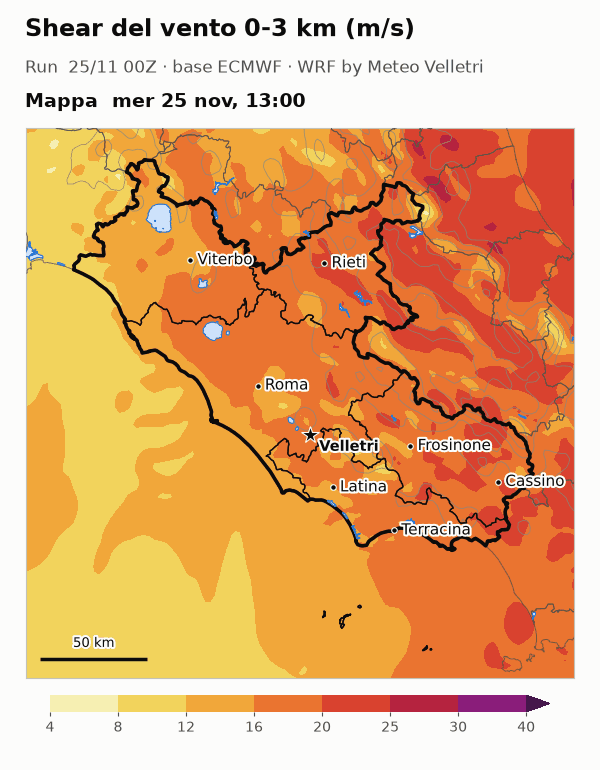 Shear del vento 0-3 km (m/s)
Run  25/11 00Z · base ECMWF · WRF by Meteo Velletri
Mappa  mer 25 nov, 13:00
Viterbo
Rieti
Roma
Velletri
Frosinone
Cassino
Latina
Terracina
50 km
4 8 12 16 20 25 30 40